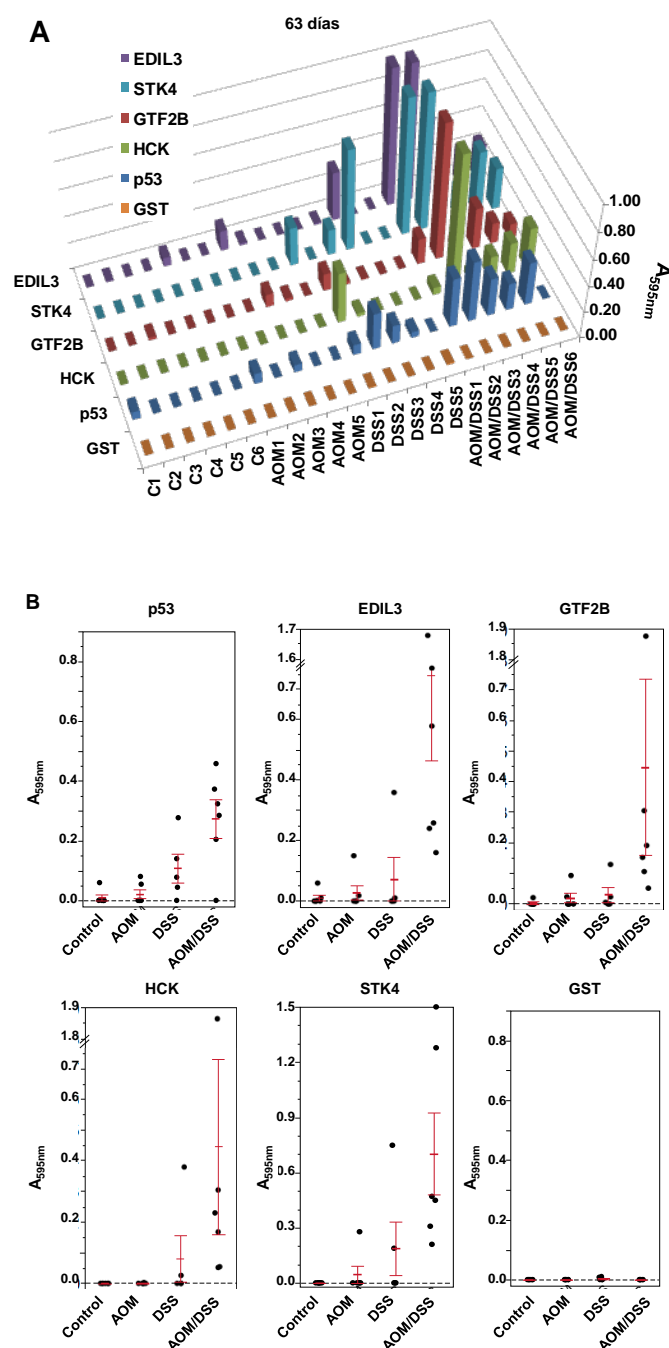 A
63 días
EDIL3
STK4
GTF2B
HCK
p53
GST
1.00
0.80
0.60
0.40
0.20
0.00
A595nm
EDIL3
STK4
GTF2B
HCK
p53
GST
C1
C2
C3
C4
C5
C6
AOM1
AOM2
AOM3
AOM4
AOM5
DSS1
DSS2
DSS3
DSS4
DSS5
AOM/DSS1
AOM/DSS2
AOM/DSS3
AOM/DSS4
AOM/DSS5
AOM/DSS6
B
p53
A595nm
0.8
0.6
0.4
0.2
0.0
Control
AOM
DSS
AOM/DSS
EDIL3
A595nm
1.7
1.6
0.7
0.6
0.4
0.2
0.0
Control
AOM
DSS
AOM/DSS
GTF2B
A595nm
1.9
1.8
0.7
0.6
0.4
0.2
0.0
Control
AOM
DSS
AOM/DSS
HCK
A595nm
1.9
1.8
0.7
0.6
0.4
0.2
0.0
Control
AOM
DSS
AOM/DSS
STK4
A595nm
1.5
0.9
0.6
0.3
0.0
Control
AOM
DSS
AOM/DSS
GST
A595nm
0.8
0.6
0.4
0.2
0.0
Control
AOM
DSS
AOM/DSS